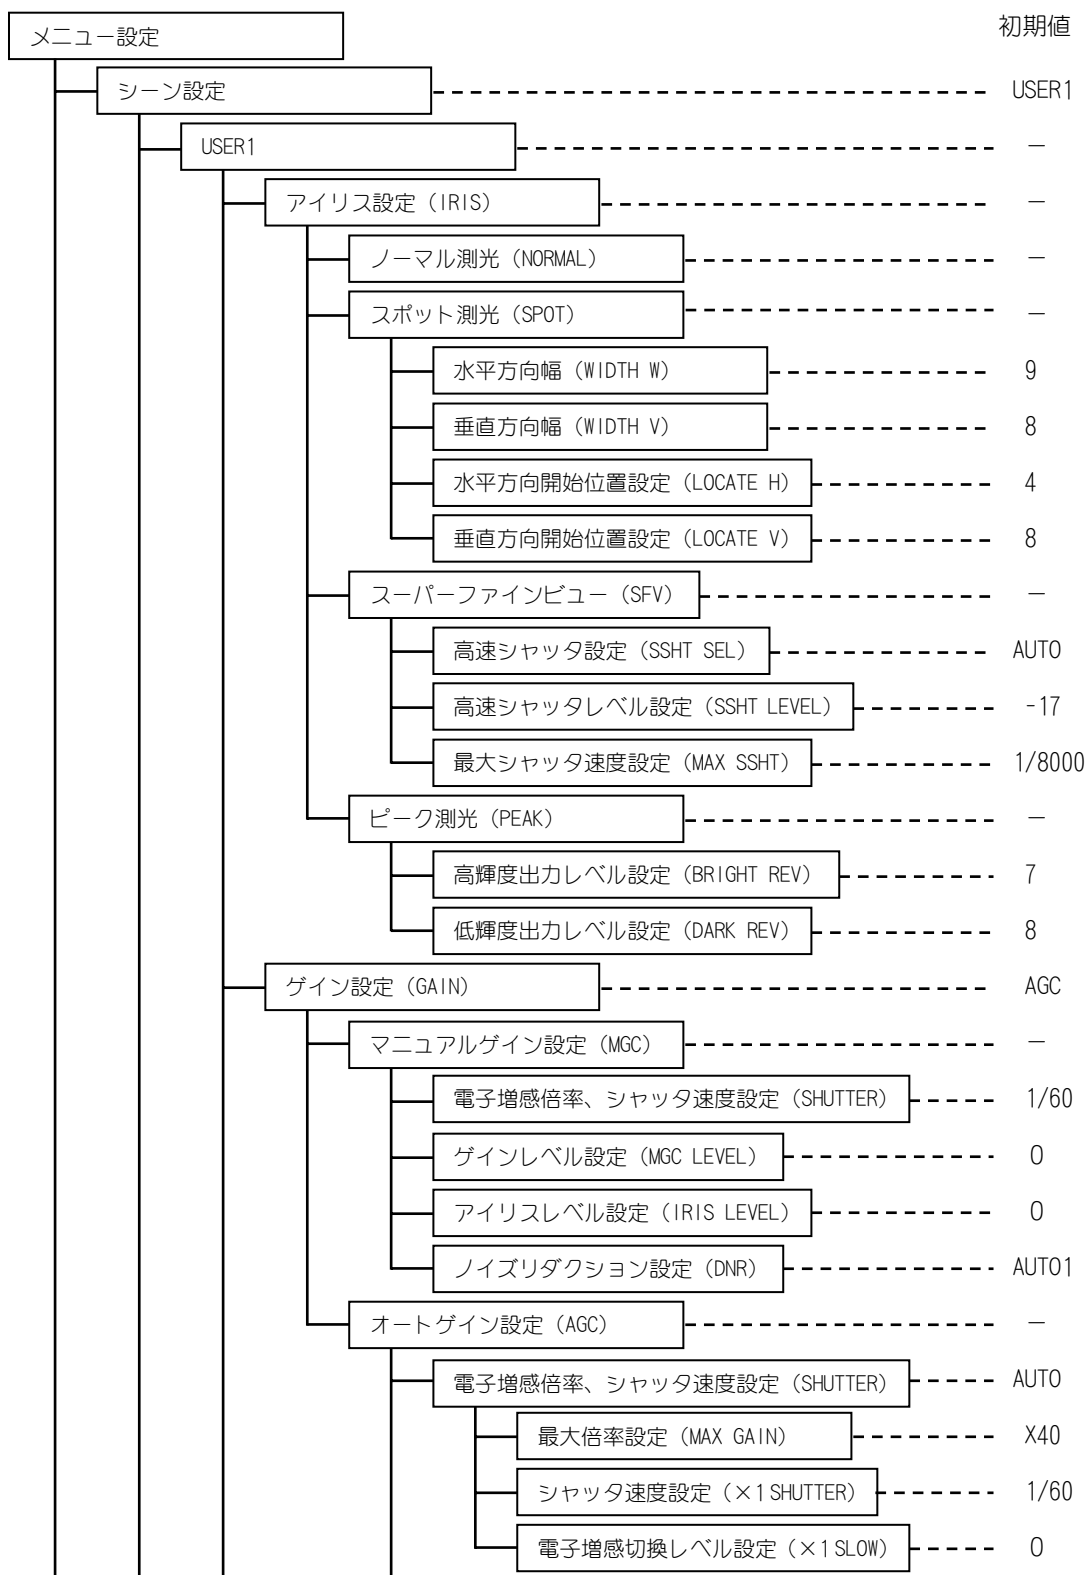 初期値
メニュー設定
シーン設定 USER1
USER1 －
アイリス設定（IRIS） －
ノーマル測光（NORMAL） －
スポット測光（SPOT） －
水平方向幅（WIDTH W） 9
垂直方向幅（WIDTH V） 8
水平方向開始位置設定（LOCATE H） 4
垂直方向開始位置設定（LOCATE V） 8
スーパーファインビュー（SFV） －
高速シャッタ設定（SSHT SEL） AUTO
高速シャッタレベル設定（SSHT LEVEL） -17
最大シャッタ速度設定（MAX SSHT） 1/8000
ピーク測光（PEAK） －
高輝度出力レベル設定（BRIGHT REV） 7
低輝度出力レベル設定（DARK REV） 8
ゲイン設定（GAIN） AGC
マニュアルゲイン設定（MGC） －
電子増感倍率、シャッタ速度設定（SHUTTER） 1/60
ゲインレベル設定（MGC LEVEL） 0
アイリスレベル設定（IRIS LEVEL） 0
ノイズリダクション設定（DNR） AUTO1
オートゲイン設定（AGC） －
電子増感倍率、シャッタ速度設定（SHUTTER） AUTO
最大倍率設定（MAX GAIN） X40
シャッタ速度設定（×1 SHUTTER） 1/60
電子増感切換レベル設定（×1 SLOW） 0